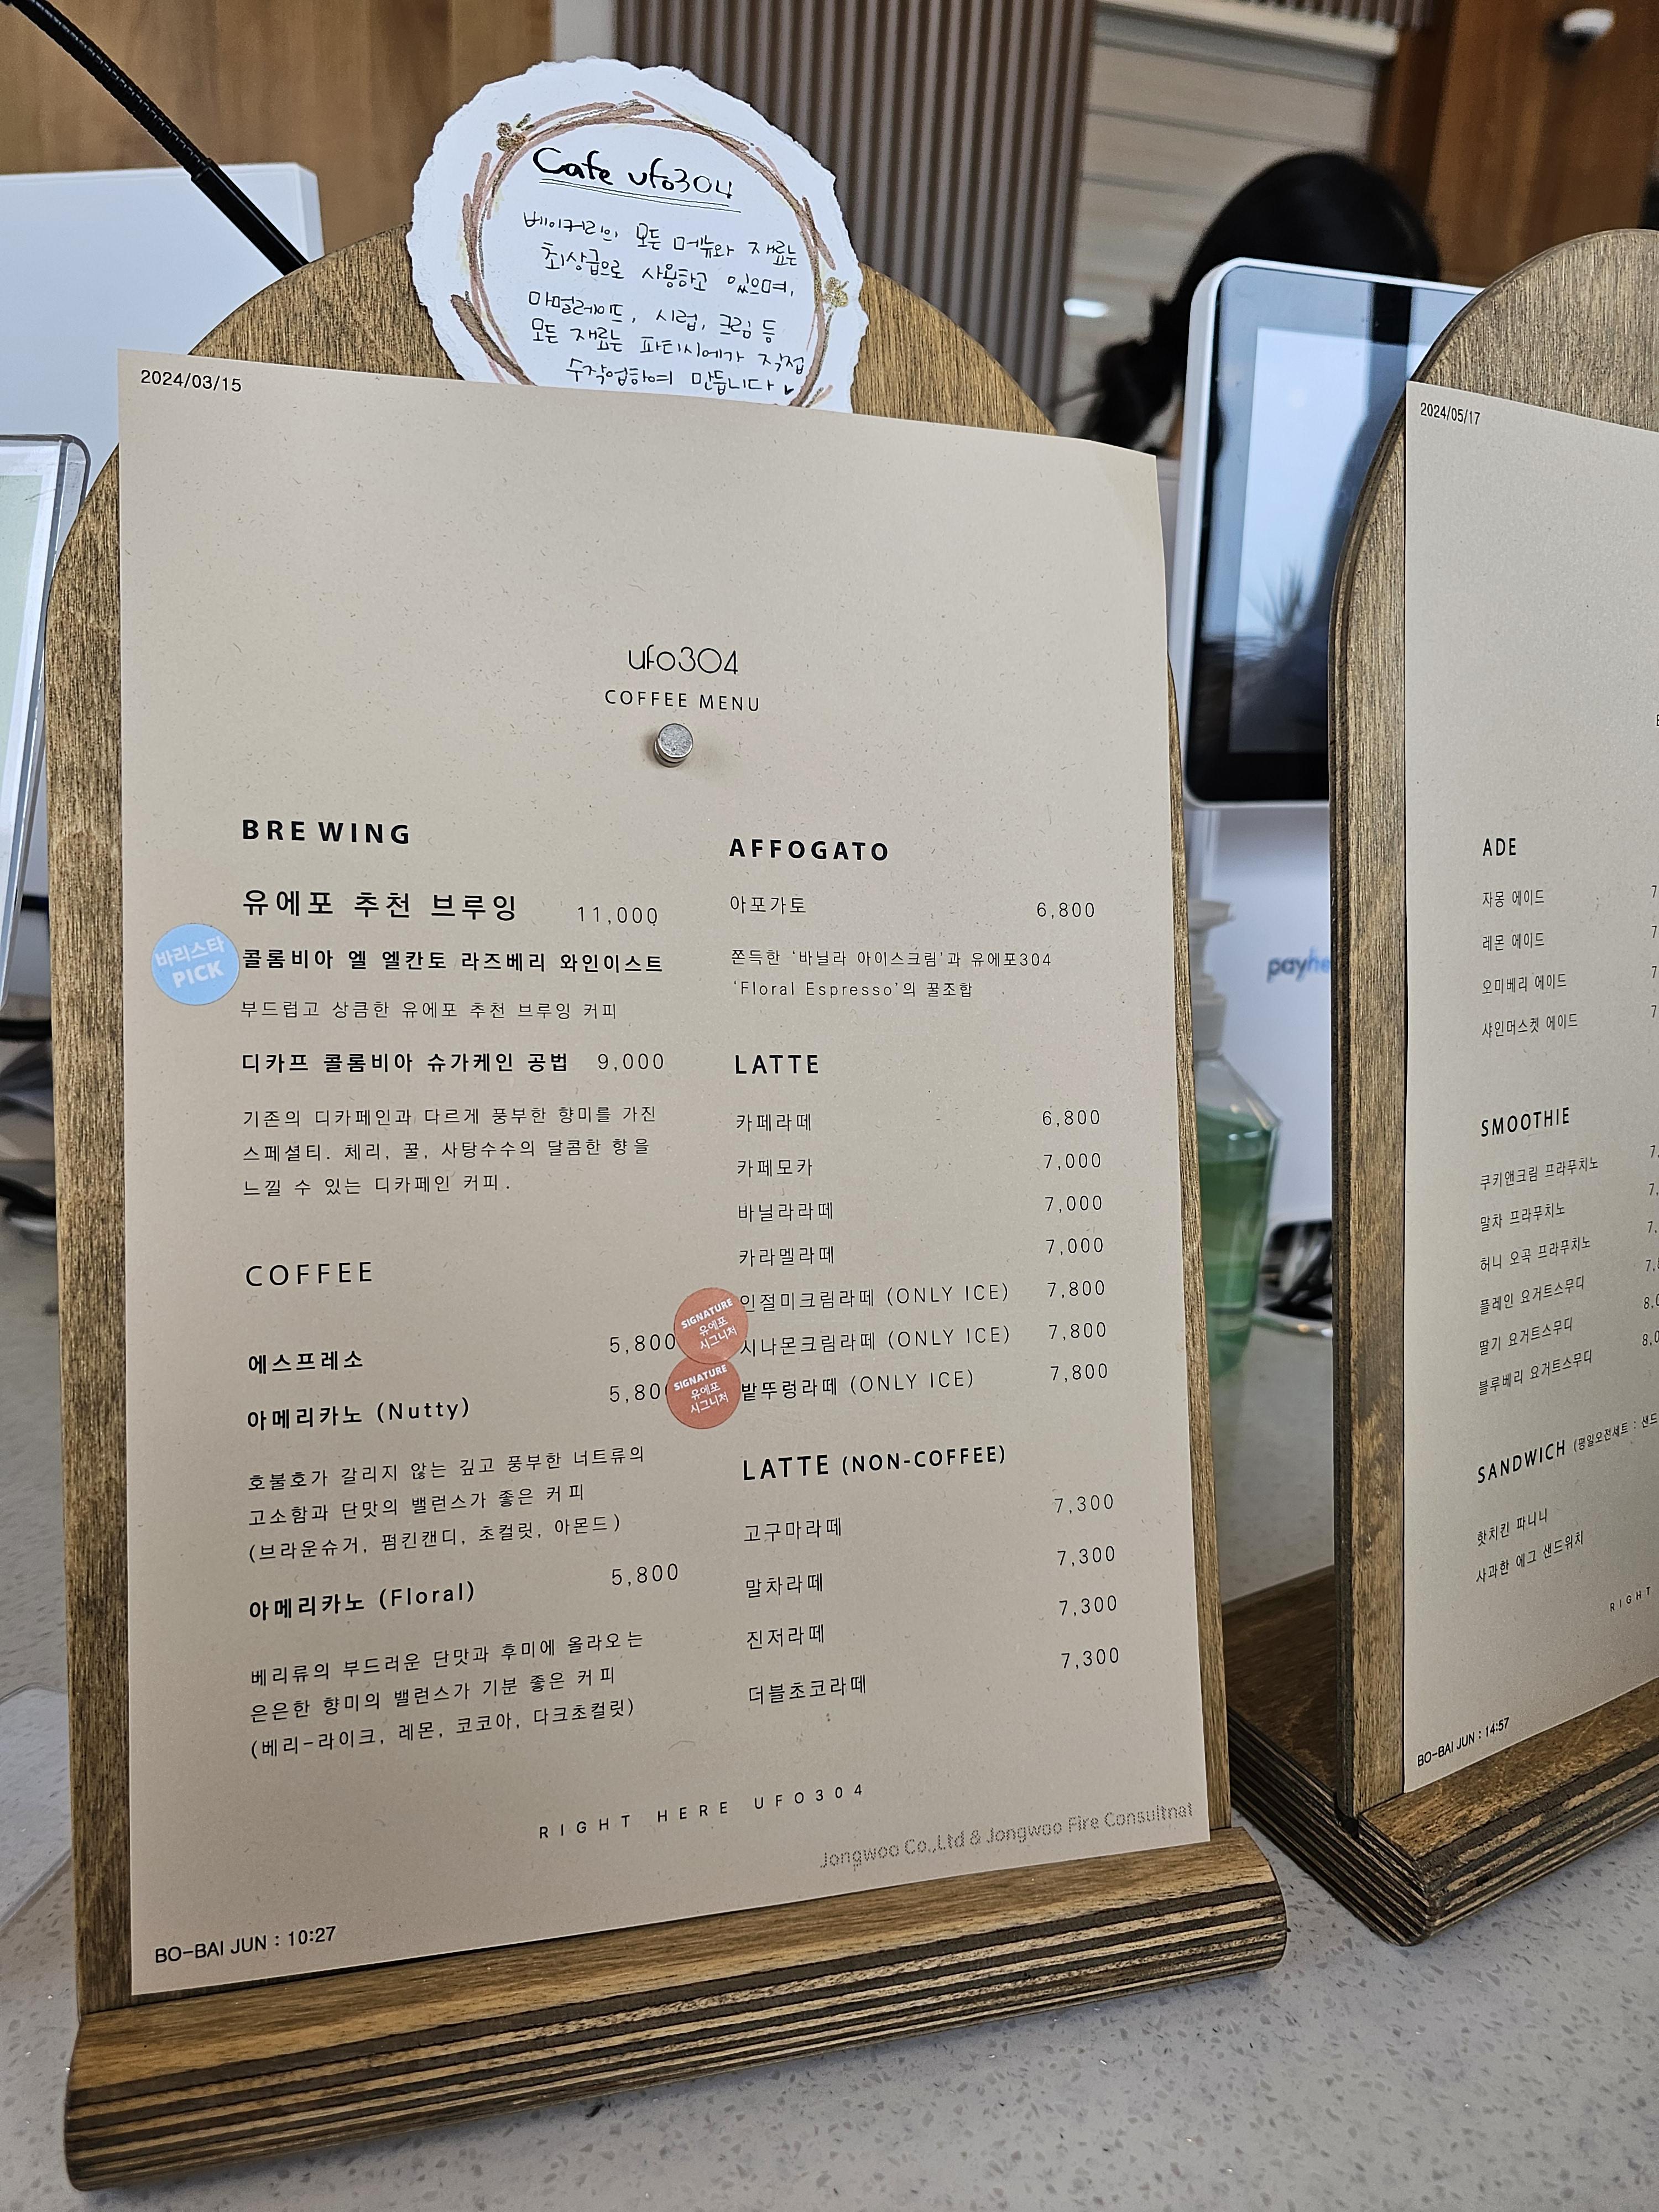 Cafe ufo304
베이커리의 모든 메뉴와 재료는
최상급으로 사용하고 있으며,
마멀레이드, 시럽, 크림 등
모든 재료는 파티시에가 직접
수작업하여 만듭니다
2024/03/15
ufo304
COFFEE MENU
BREWING
유에포 추천 브루잉 11,000
바리스타
PICK
콜롬비아 엘 엘칸토 라즈베리 와인이스트
부드럽고 상큼한 유에포 추천 브루잉 커피
디카프 콜롬비아 슈가케인 공법 9,000
기존의 디카페인과 다르게 풍부한 향미를 가진
스페셜티. 체리, 꿀, 사탕수수의 달콤한 향을
느낄 수 있는 디카페인 커피.
COFFEE
에스프레소 5,800
아메리카노 (Nutty) 5,80
호불호가 갈리지 않는 깊고 풍부한 너트류의
고소함과 단맛의 밸런스가 좋은 커피
(브라운슈거, 펌킨캔디, 초컬릿, 아몬드)
아메리카노 (Floral) 5,800
베리류의 부드러운 단맛과 후미에 올라오는
은은한 향미의 밸런스가 기분 좋은 커피
(베리-라이크, 레몬, 코코아, 다크초컬릿)
AFFOGATO
아포가토 6,800
쫀득한 '바닐라 아이스크림'과 유에포304
'Floral Espresso'의 꿀조합
LATTE
카페라떼 6,800
카페모카 7,000
바닐라라떼 7,000
카라멜라떼 7,000
SIGNATURE
유에포
시그니처
인절미크림라떼 (ONLY ICE) 7,800
시나몬크림라떼 (ONLY ICE) 7,800
SIGNATURE
유에포
시그니처
밭뚜렁라떼 (ONLY ICE) 7,800
LATTE (NON-COFFEE)
고구마라떼 7,300
말차라떼 7,300
진저라떼 7,300
더블초코라떼 7,300
RIGHT HERE UFO304
Jongwoo Co.,Ltd & Jongwoo Fire Consultnat
BO-BAI JUN : 10:27
payhe
2024/05/17
ADE
자몽 에이드
레몬 에이드
오미베리 에이드
샤인머스켓 에이드
SMOOTHIE
쿠키앤크림 프라푸치노
말차 프라푸치노
허니 오곡 프라푸치노
플레인 요거트스무디
딸기 요거트스무디
블루베리 요거트스무디
SANDWICH (평일오전세트 : 샌드
핫치킨 파니니
사과한 에그 샌드위치
RIGHT
BO-BAI JUN : 14:57